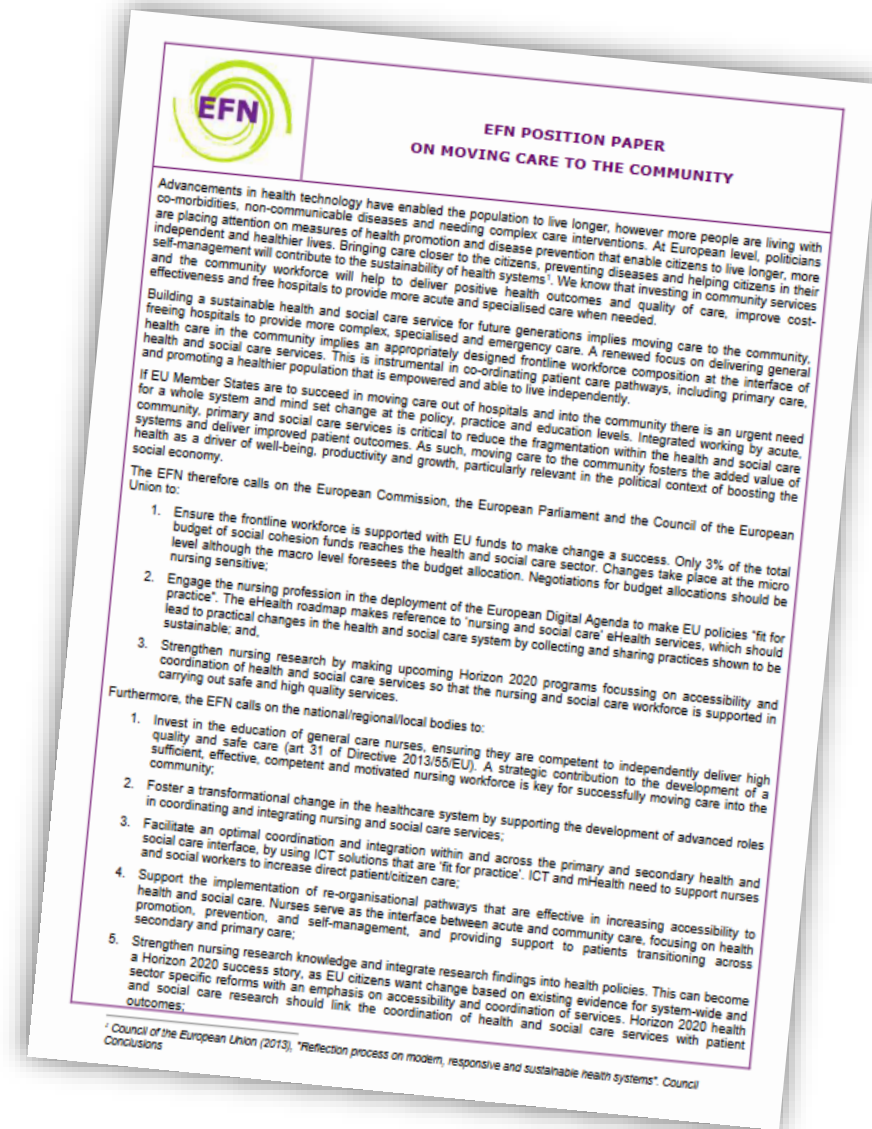 EFN
EFN POSITION PAPER
ON MOVING CARE TO THE COMMUNITY
Advancements in health technology have enabled the population to live longer, however more people are living with
co-morbidities, non-communicable diseases and needing complex care interventions. At European level, politicians
are placing attention on measures of health promotion and disease prevention that enable citizens to live longer, more
independent and healthier lives. Bringing care closer to the citizens, preventing diseases and helping citizens in their
self-management will contribute to the sustainability of health systems¹. We know that investing in community services
and the community workforce will help to deliver positive health outcomes and quality of care, improve cost-
effectiveness and free hospitals to provide more acute and specialised care when needed.
Building a sustainable health and social care service for future generations implies moving care to the community,
freeing hospitals to provide more complex, specialised and emergency care. A renewed focus on delivering general
health care in the community implies an appropriately designed frontline workforce composition at the interface of
health and social care services. This is instrumental in co-ordinating patient care pathways, including primary care,
and promoting a healthier population that is empowered and able to live independently.
If EU Member States are to succeed in moving care out of hospitals and into the community there is an urgent need
for a whole system and mind set change at the policy, practice and education levels. Integrated working by acute,
community, primary and social care services is critical to reduce the fragmentation within the health and social care
systems and deliver improved patient outcomes. As such, moving care to the community fosters the added value of
health as a driver of well-being, productivity and growth, particularly relevant in the political context of boosting the
social economy.
The EFN therefore calls on the European Commission, the European Parliament and the Council of the European
Union to:
1. Ensure the frontline workforce is supported with EU funds to make change a success. Only 3% of the total
budget of social cohesion funds reaches the health and social care sector. Changes take place at the micro
level although the macro level foresees the budget allocation. Negotiations for budget allocations should be
nursing sensitive;
2. Engage the nursing profession in the deployment of the European Digital Agenda to make EU policies "fit for
practice". The eHealth roadmap makes reference to 'nursing and social care' eHealth services, which should
lead to practical changes in the health and social care system by collecting and sharing practices shown to be
sustainable; and,
3. Strengthen nursing research by making upcoming Horizon 2020 programs focussing on accessibility and
coordination of health and social care services so that the nursing and social care workforce is supported in
carrying out safe and high quality services.
Furthermore, the EFN calls on the national/regional/local bodies to:
1. Invest in the education of general care nurses, ensuring they are competent to independently deliver high
quality and safe care (art 31 of Directive 2013/55/EU). A strategic contribution to the development of a
sufficient, effective, competent and motivated nursing workforce is key for successfully moving care into the
community;
2. Foster a transformational change in the healthcare system by supporting the development of advanced roles
in coordinating and integrating nursing and social care services;
3. Facilitate an optimal coordination and integration within and across the primary and secondary health and
social care interface, by using ICT solutions that are 'fit for practice'. ICT and mHealth need to support nurses
and social workers to increase direct patient/citizen care;
4. Support the implementation of re-organisational pathways that are effective in increasing accessibility to
health and social care. Nurses serve as the interface between acute and community care, focusing on health
promotion, prevention, and self-management, and providing support to patients transitioning across
secondary and primary care;
5. Strengthen nursing research knowledge and integrate research findings into health policies. This can become
a Horizon 2020 success story, as EU citizens want change based on existing evidence for system-wide and
sector specific reforms with an emphasis on accessibility and coordination of services. Horizon 2020 health
and social care research should link the coordination of health and social care services with patient
outcomes;
¹ Council of the European Union (2013), "Reflection process on modern, responsive and sustainable health systems". Council
Conclusions